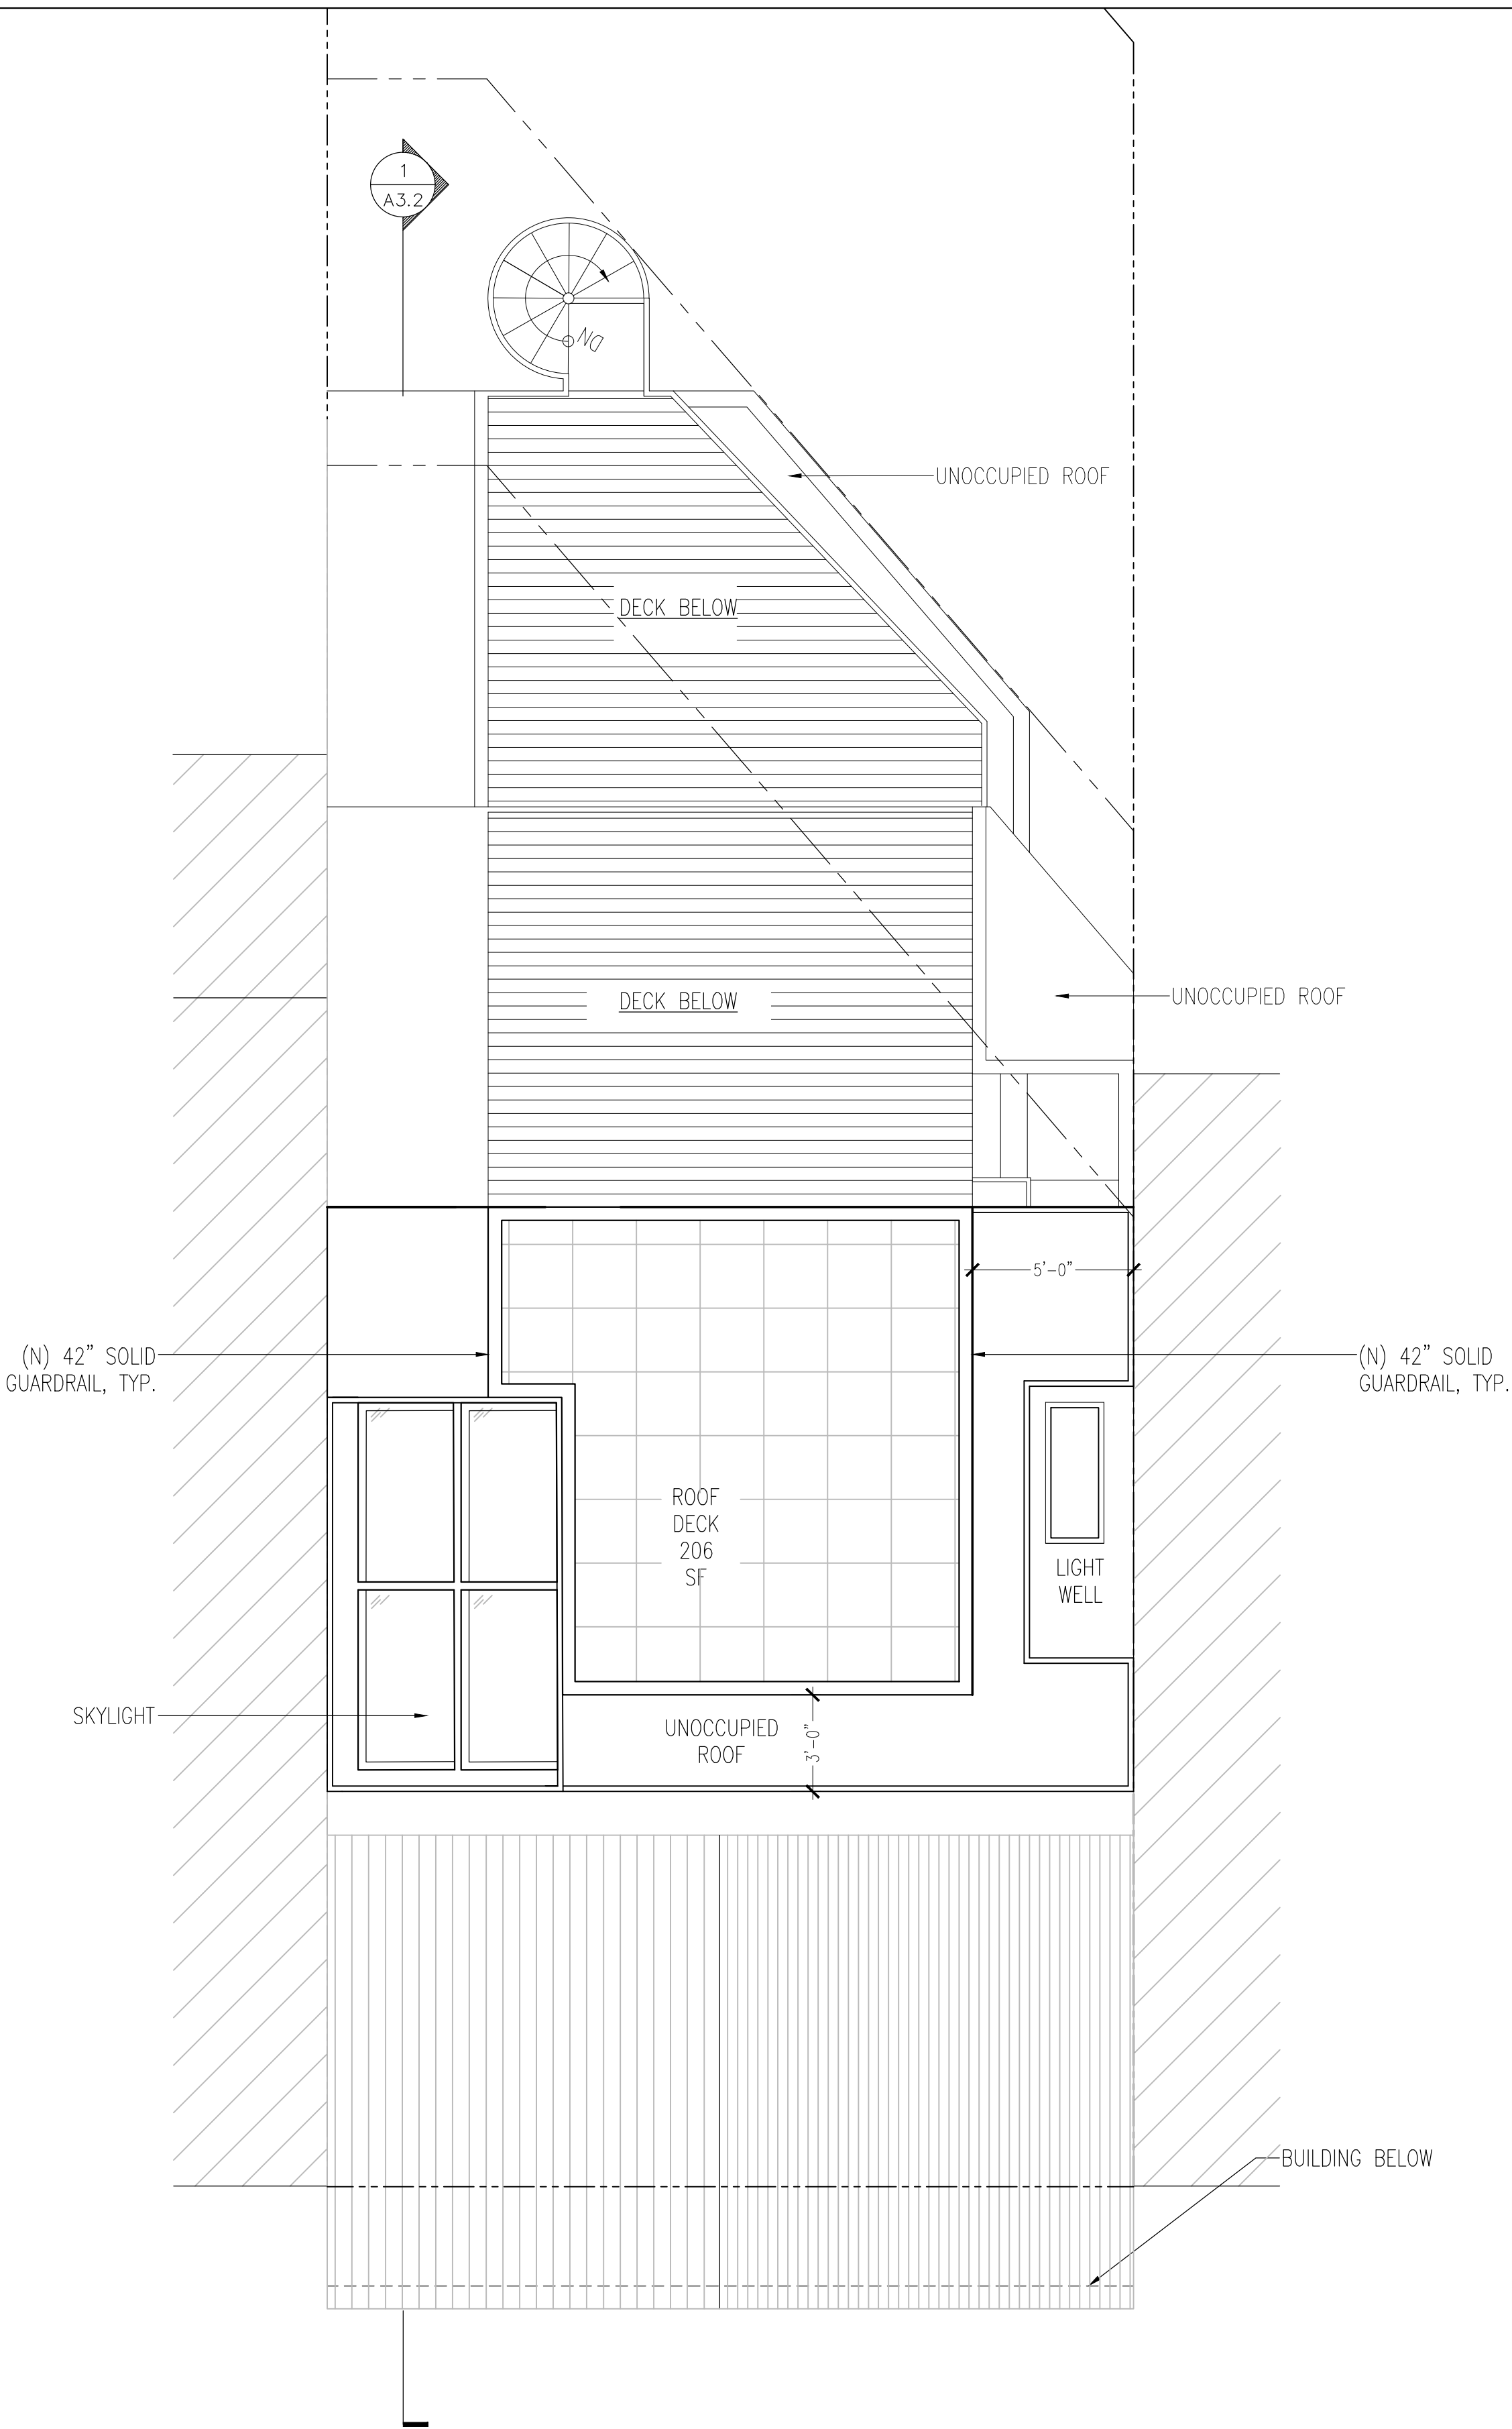 1
A3.2
DN
UNOCCUPIED ROOF
DECK BELOW
DECK BELOW
UNOCCUPIED ROOF
5'-0"
(N) 42" SOLID
GUARDRAIL, TYP.
(N) 42" SOLID
GUARDRAIL, TYP.
ROOF
DECK
206
SF
LIGHT
WELL
SKYLIGHT
UNOCCUPIED
ROOF
3'-0"
BUILDING BELOW